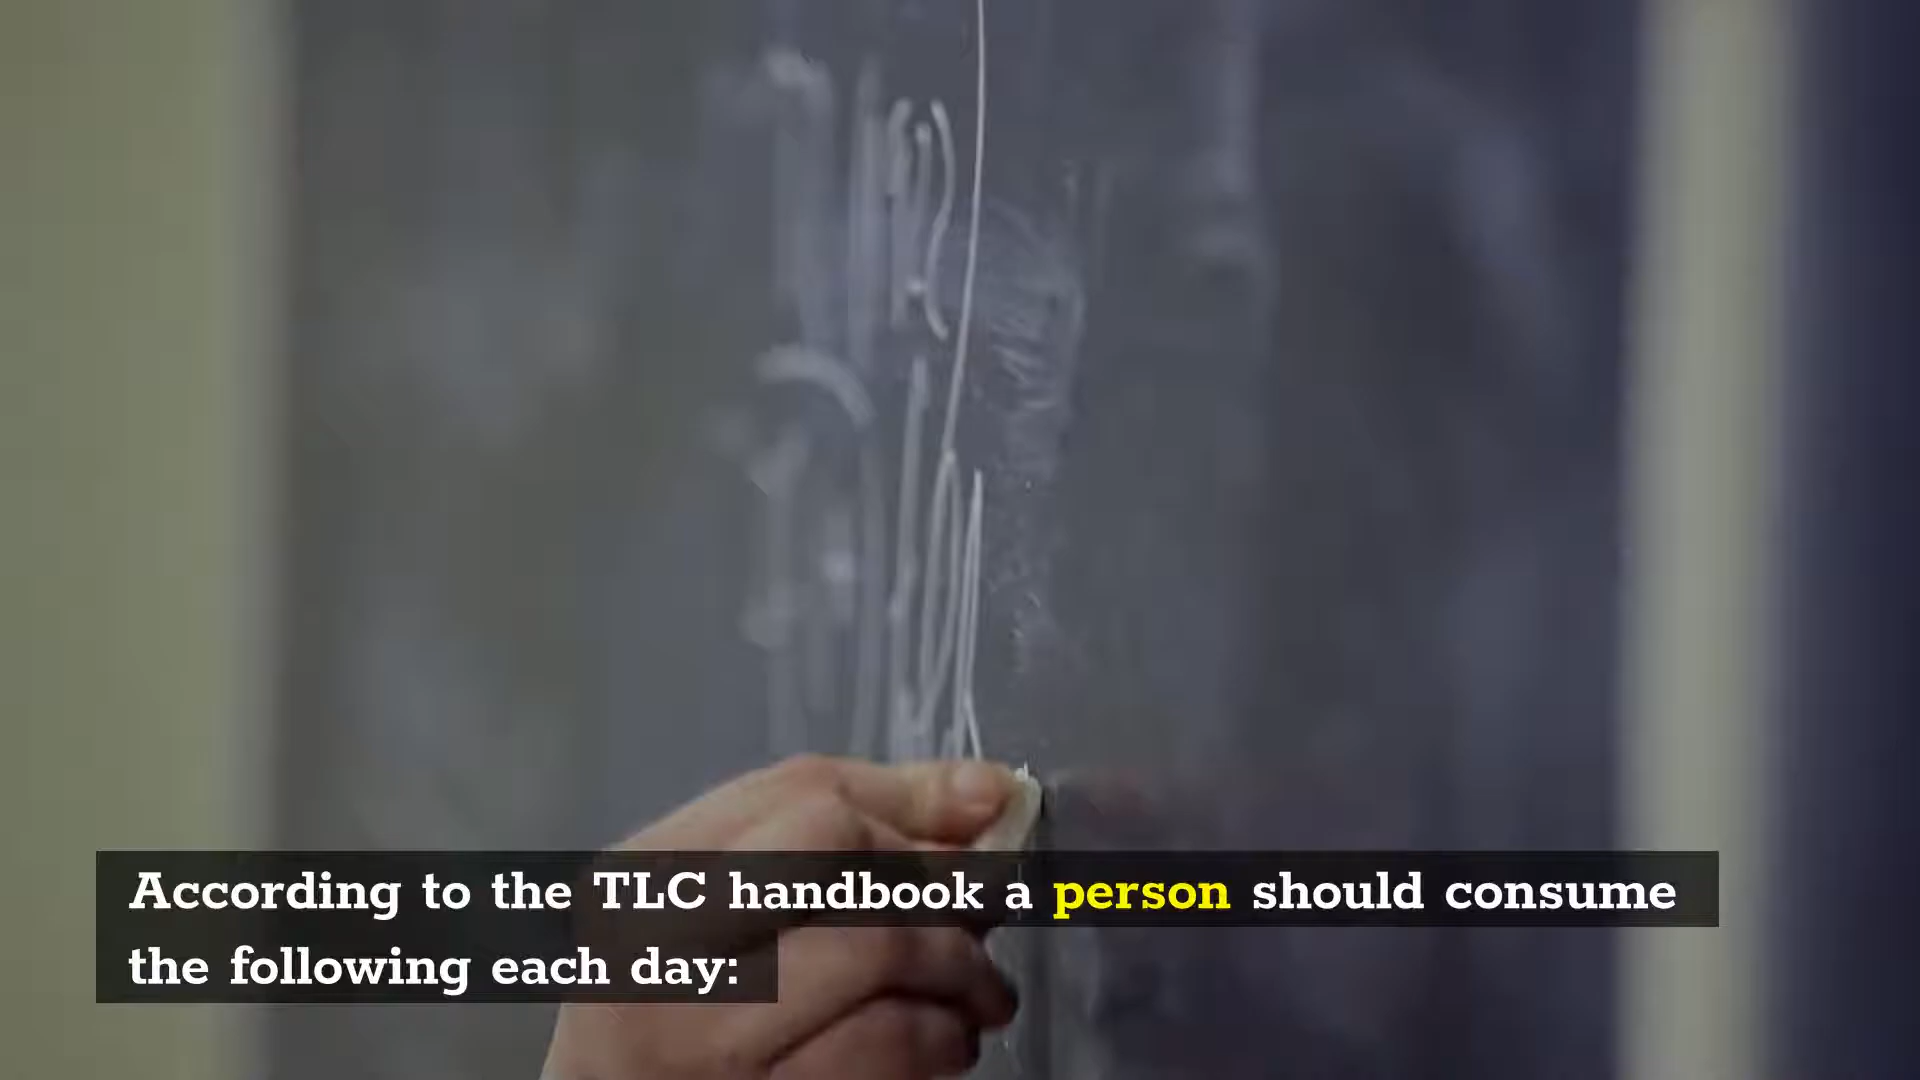 According to the TLC handbook a person should consume
the following each day: